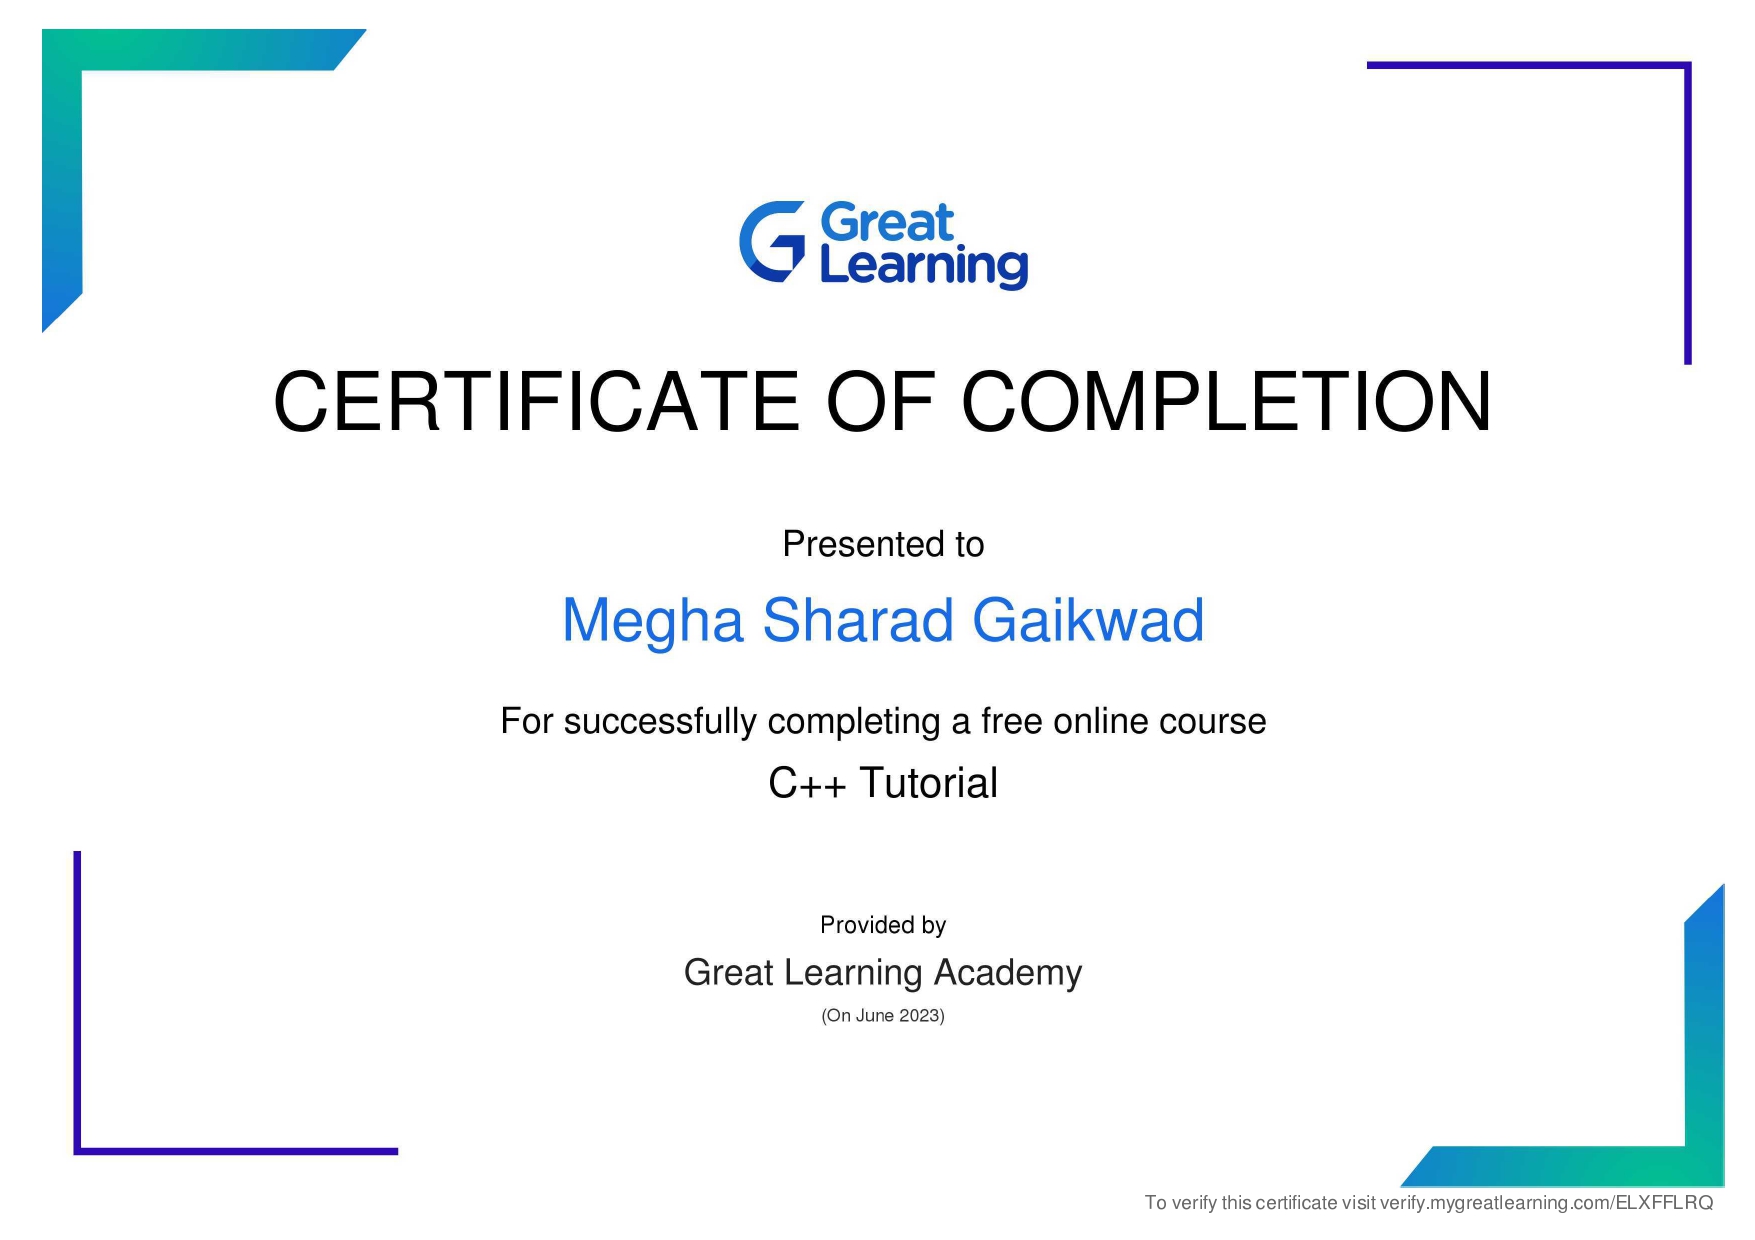 Great
Learning
CERTIFICATE OF COMPLETION
Presented to
Megha Sharad Gaikwad
For successfully completing a free online course
C++ Tutorial
Provided by
Great Learning Academy
(On June 2023)
To verify this certificate visit verify.mygreatlearning.com/ELXFFLRQ